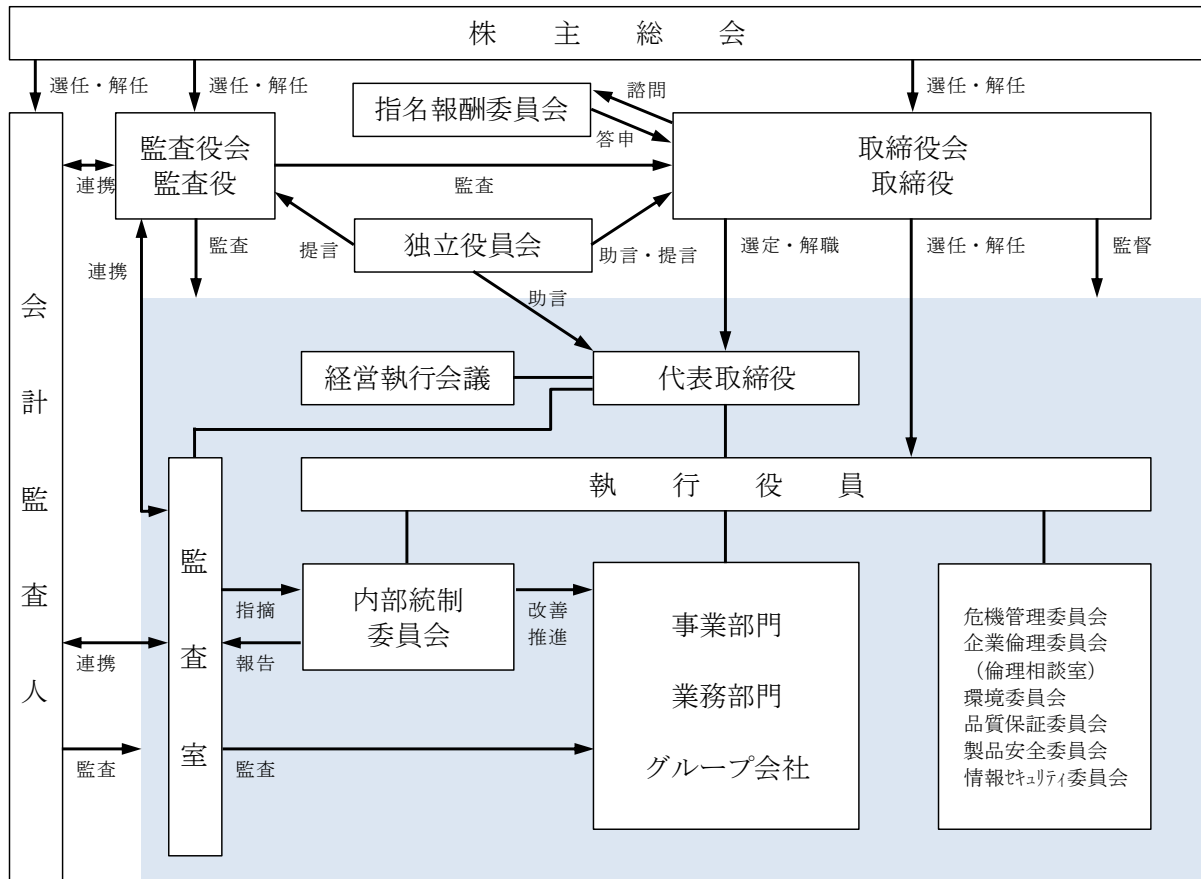 株主総会
選任・解任
選任・解任
選任・解任
指名報酬委員会
諮問
答申
監査役会
監査役
取締役会
取締役
連携
監査
独立役員会
提言
助言・提言
監査
選定・解職
選任・解任
監督
連携
助言
会計監査人
経営執行会議
代表取締役
執行役員
監査室
指摘
報告
内部統制
委員会
改善
推進
事業部門
業務部門
グループ会社
危機管理委員会
企業倫理委員会
（倫理相談室）
環境委員会
品質保証委員会
製品安全委員会
情報ｾｷｭﾘﾃｨ委員会
連携
監査
監査